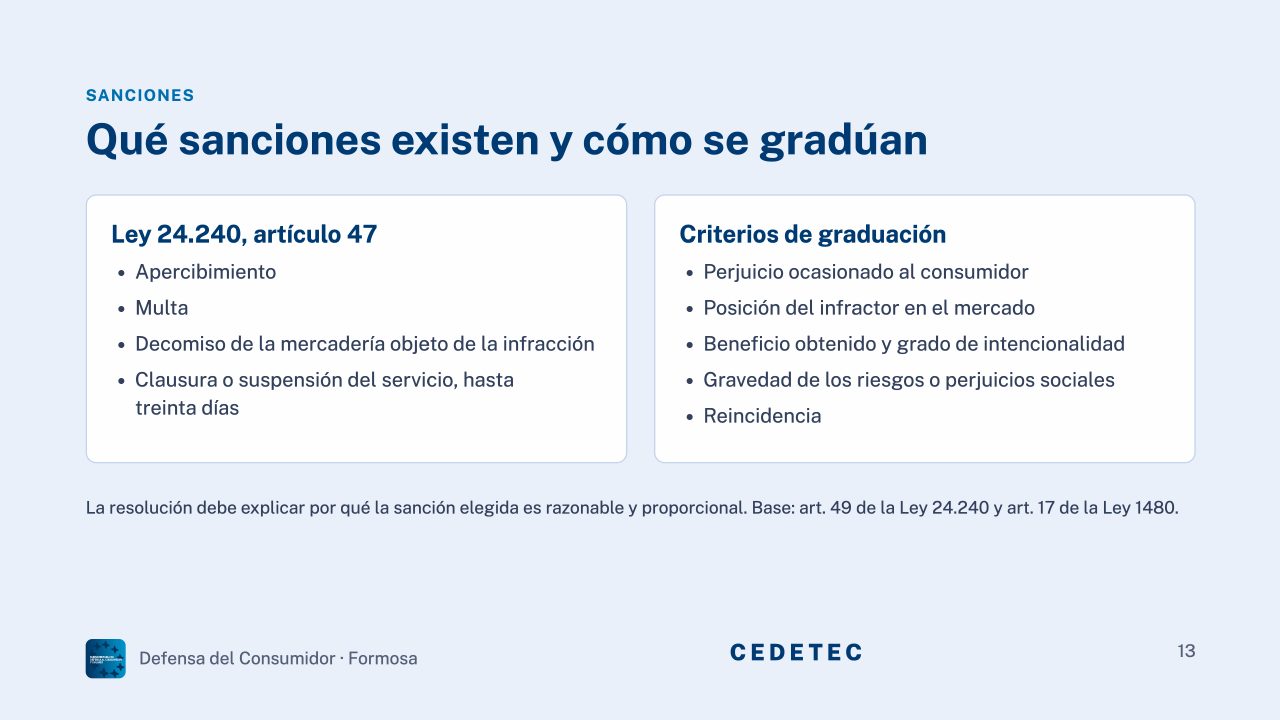 SANCIONES
Qué sanciones existen y cómo se gradúan
Ley 24.240, artículo 47
• Apercibimiento
• Multa
• Decomiso de la mercadería objeto de la infracción
• Clausura o suspensión del servicio, hasta
treinta días
Criterios de graduación
• Perjuicio ocasionado al consumidor
• Posición del infractor en el mercado
• Beneficio obtenido y grado de intencionalidad
• Gravedad de los riesgos o perjuicios sociales
• Reincidencia
La resolución debe explicar por qué la sanción elegida es razonable y proporcional. Base: art. 49 de la Ley 24.240 y art. 17 de la Ley 1480.
Defensa del Consumidor · Formosa
CEDETEC
13